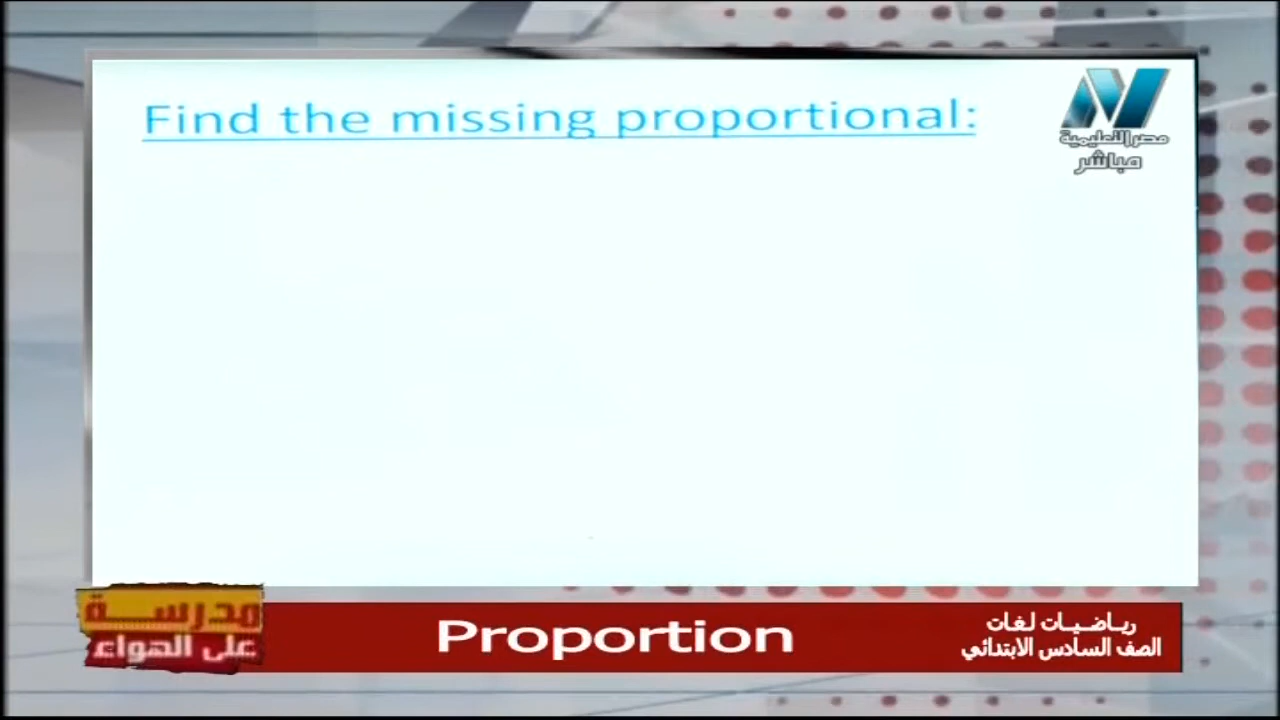 Find the missing proportional:
مصر التعليمية
مباشر
مدرسة
على الهواء
Proportion
رياضيات لغات
الصف السادس الابتدائي